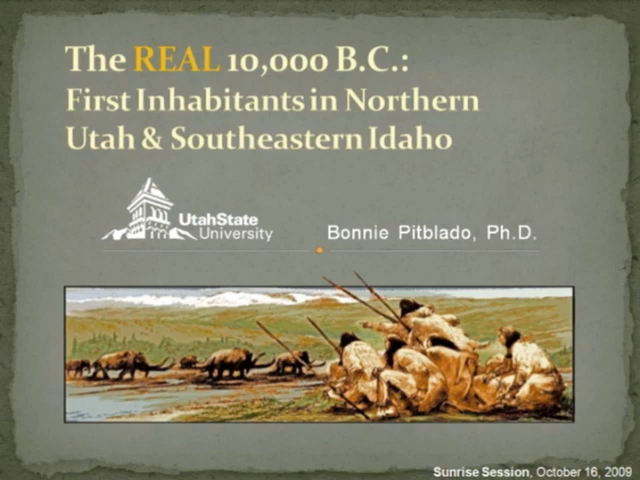 The REAL 10,000 B.C.:
First Inhabitants in Northern
Utah & Southeastern Idaho
UtahState
University
Bonnie Pitblado, Ph.D.
Sunrise Session, October 16, 2009